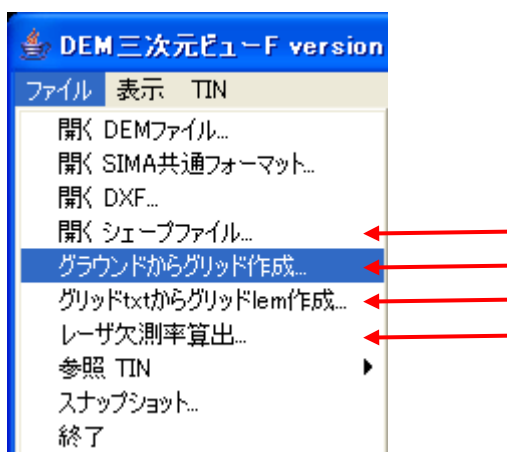 DEM三次元ビューF version
ファイル 表示 TIN
開く DEMファイル...
開く SIMA共通フォーマット...
開く DXF...
開く シェープファイル...
グラウンドからグリッド作成...
グリッドtxtからグリッドlem作成...
レーザ欠測率算出...
参照 TIN
スナップショット...
終了